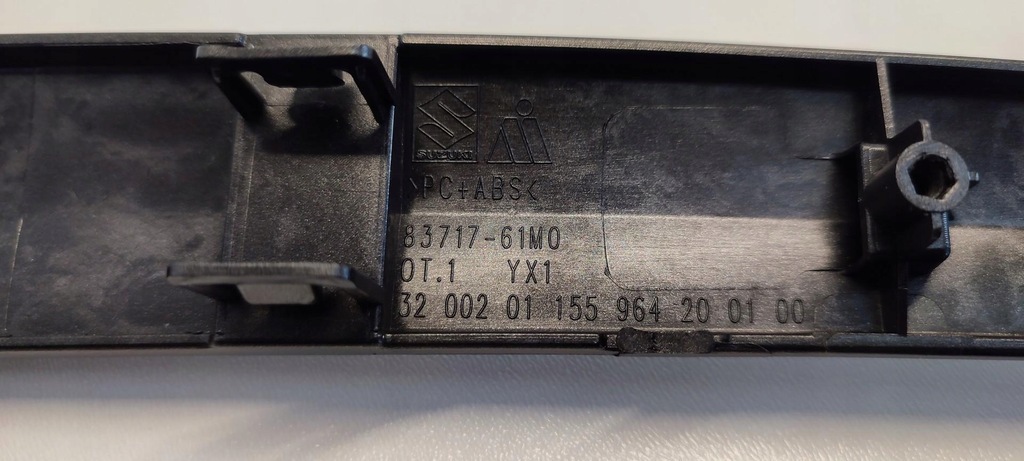 SUZUKI
>PC+ABS<
83717-61M0
OT.1 YX1
32 002 01 155 964 20 01 00